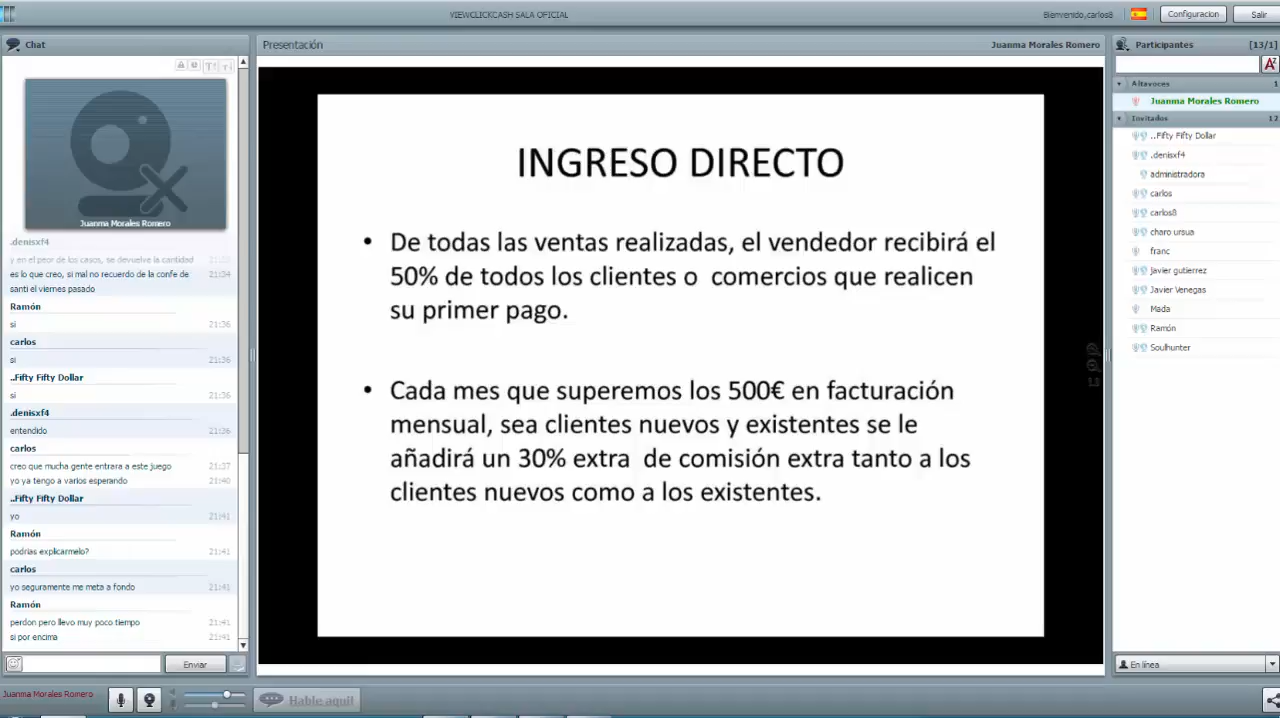 VIEWCLICKCASH SALA OFICIAL
Bienvenido,carlos8
Configuracion
Salir
Chat
Juanma Morales Romero
.denisxf4
y en el peor de los casos, se devuelve la cantidad
es lo que creo, si mal no recuerdo de la confe de 21:34
santi el viernes pasado
Ramón
si 21:36
carlos
si 21:36
..Fifty Fifty Dollar
si 21:36
.denisxf4
entendido 21:36
carlos
creo que mucha gente entrara a este juego 21:37
yo ya tengo a varios esperando 21:40
..Fifty Fifty Dollar
yo 21:41
Ramón
podrias explicarmelo? 21:41
carlos
yo seguramente me meta a fondo 21:41
Ramón
perdon pero llevo muy poco tiempo 21:41
si por encima 21:41
Enviar
Juanma Morales Romero
Hable aquí!
Presentación
Juanma Morales Romero
INGRESO DIRECTO
• De todas las ventas realizadas, el vendedor recibirá el
50% de todos los clientes o comercios que realicen
su primer pago.
• Cada mes que superemos los 500€ en facturación
mensual, sea clientes nuevos y existentes se le
añadirá un 30% extra de comisión extra tanto a los
clientes nuevos como a los existentes.
Participantes [13/1]
Altavoces 1
Juanma Morales Romero
Invitados 12
..Fifty Fifty Dollar
.denisxf4
administradora
carlos
carlos8
charo ursua
franc
Javier gutierrez
Javier Venegas
Mada
Ramón
Soulhunter
En línea